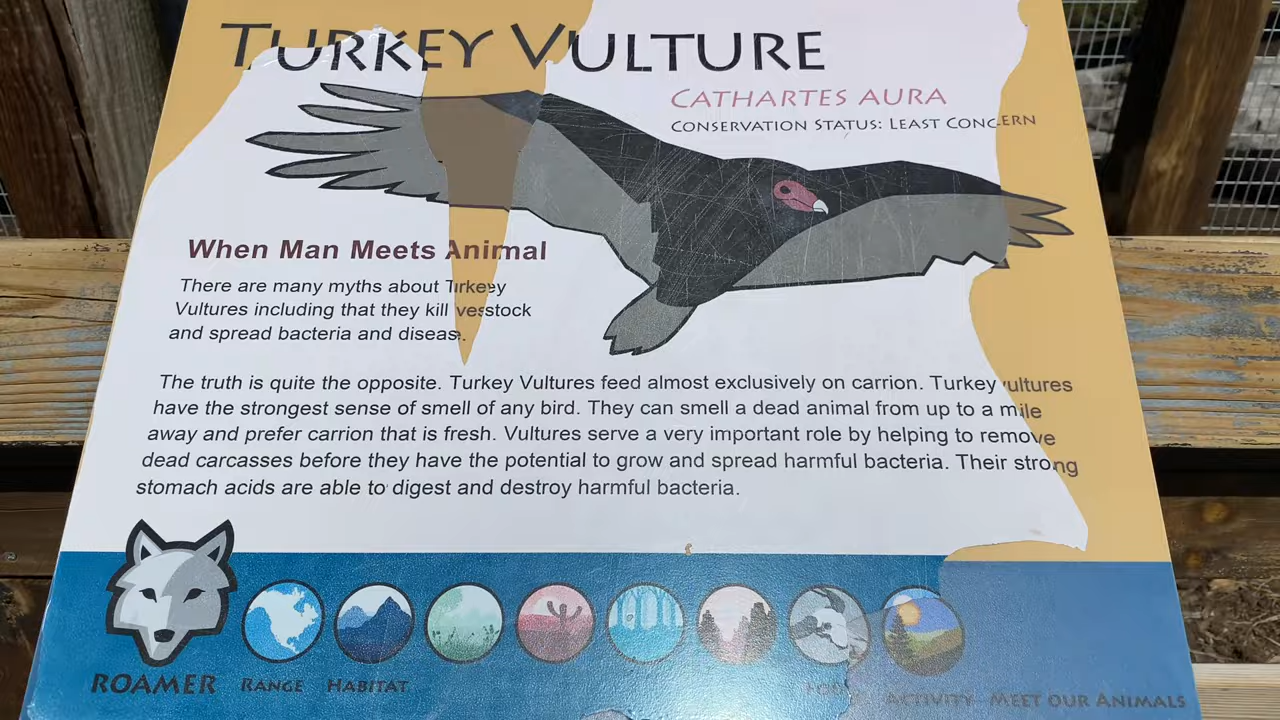 TURKEY VULTURE
CATHARTES AURA
CONSERVATION STATUS: LEAST CONCERN
When Man Meets Animal
There are many myths about Turkey
Vultures including that they kill vestock
and spread bacteria and diseas.
The truth is quite the opposite. Turkey Vultures feed almost exclusively on carrion. Turkey ultures
have the strongest sense of smell of any bird. They can smell a dead animal from up to a mile
away and prefer carrion that is fresh. Vultures serve a very important role by helping to remove
dead carcasses before they have the potential to grow and spread harmful bacteria. Their strong
stomach acids are able to digest and destroy harmful bacteria.
ROAMER RANGE HABITAT FOOD ACTIVITY MEET OUR ANIMALS